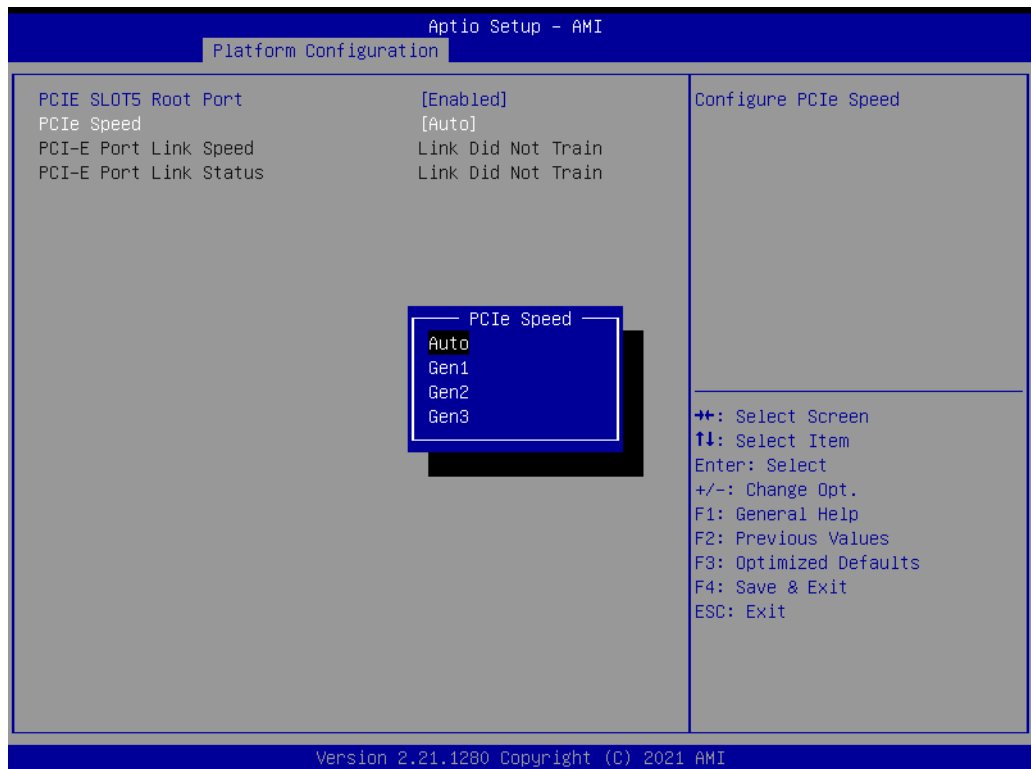 Aptio Setup – AMI
Platform Configuration
PCIE SLOT5 Root Port [Enabled] Configure PCIe Speed
PCIe Speed [Auto]
PCI-E Port Link Speed Link Did Not Train
PCI-E Port Link Status Link Did Not Train
PCIe Speed
Auto
Gen1
Gen2
Gen3
→←: Select Screen
↑↓: Select Item
Enter: Select
+/-: Change Opt.
F1: General Help
F2: Previous Values
F3: Optimized Defaults
F4: Save & Exit
ESC: Exit
Version 2.21.1280 Copyright (C) 2021 AMI